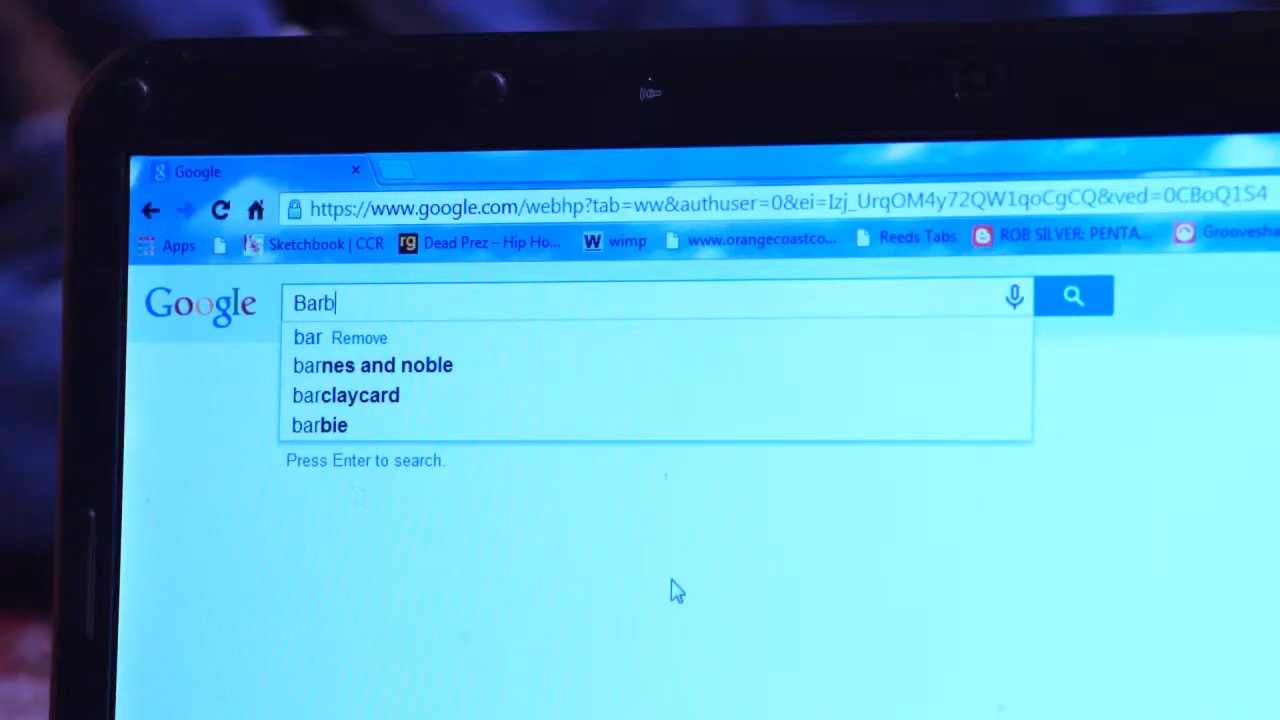 Google
https://www.google.com/webhp?tab=ww&authuser=0&ei=Izj_UrqOM4y72QW1qoCgCQ&ved=0CBoQ1S4
Apps Sketchbook | CCR rg Dead Prez – Hip Ho... W wimp www.orangecoastco... Reeds Tabs ROB SILVER: PENTA... Groovesha
Google Barb
bar Remove
barnes and noble
barclaycard
barbie
Press Enter to search.